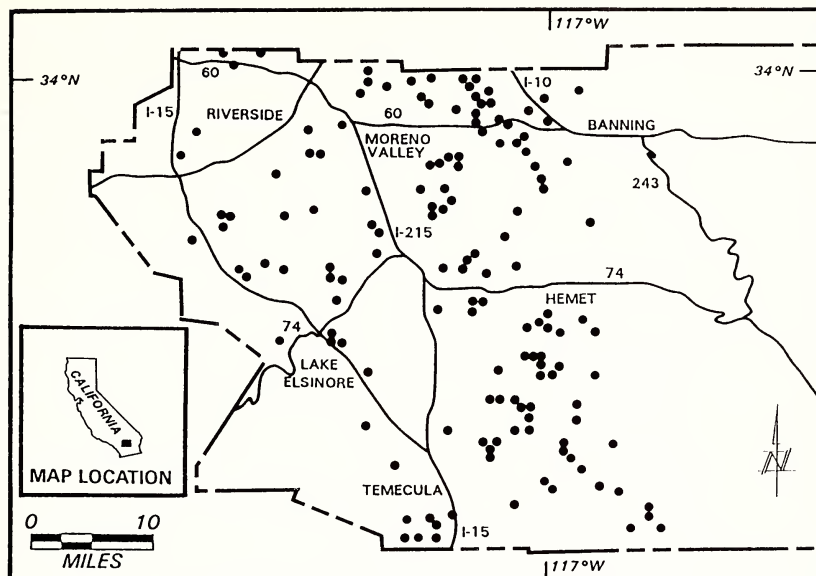 117°W
34°N
34°N
60
I-10
I-15
RIVERSIDE
60
BANNING
MORENO
VALLEY
243
I-215
74
HEMET
74
LAKE
ELSINORE
CALIFORNIA
MAP LOCATION
N
TEMECULA
0 10
MILES
I-15
117°W